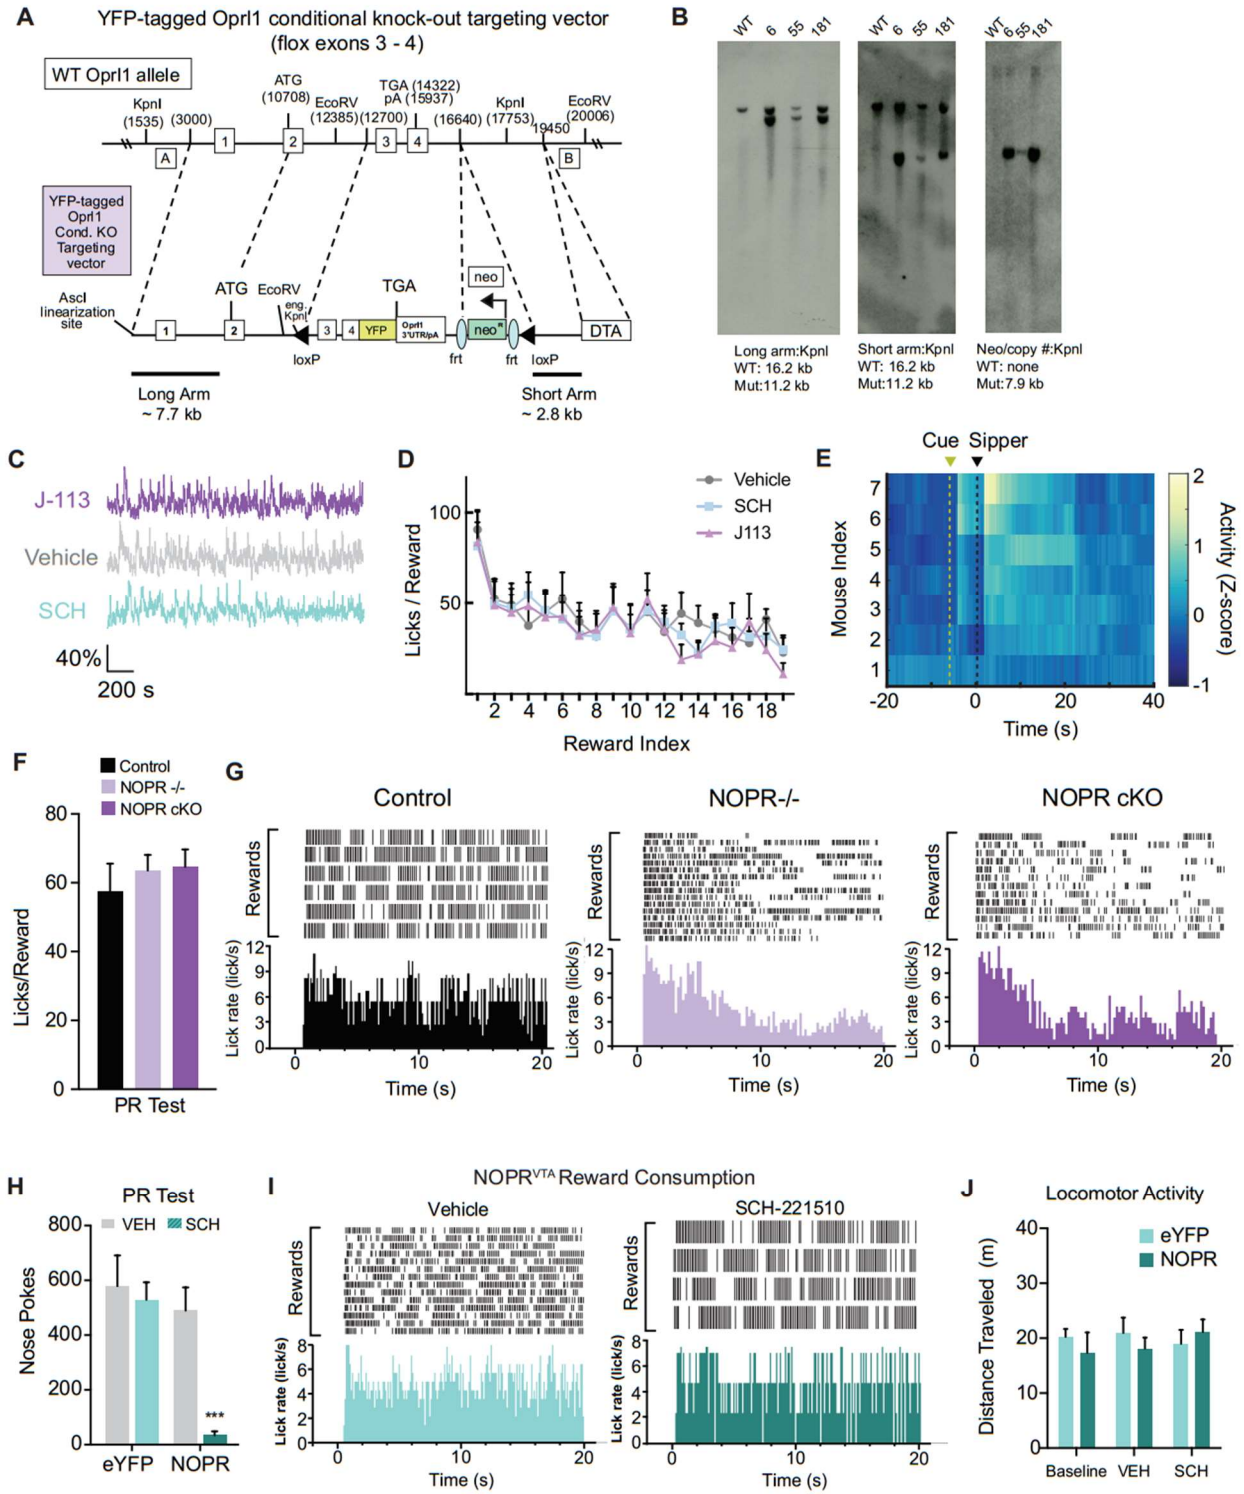 A
YFP-tagged Oprl1 conditional knock-out targeting vector
(flox exons 3 - 4)
WT Oprl1 allele
KpnI
(1535)
(3000)
ATG
(10708)
EcoRV
(12385)
(12700)
TGA (14322)
pA (15937)
(16640)
KpnI
(17753)
19450
EcoRV
(20006)
1
2
3
4
A
B
YFP-tagged
Oprl1
Cond. KO
Targeting
vector
AscI
linearization
site
ATG
EcoRV
eng.
KpnI
TGA
neo
1
2
3
4
YFP
Oprl1
3'UTR/pA
neoR
DTA
loxP
frt
frt
loxP
Long Arm
~ 7.7 kb
Short Arm
~ 2.8 kb
B
WT 6 55 181
WT 6 55 181
WT 6 55 181
Long arm:KpnI
WT: 16.2 kb
Mut:11.2 kb
Short arm:KpnI
WT: 16.2 kb
Mut:11.2 kb
Neo/copy #:KpnI
WT: none
Mut:7.9 kb
C
J-113
Vehicle
SCH
40%
200 s
D
Vehicle
SCH
J113
Licks / Reward
100
50
2 4 6 8 10 12 14 16 18
Reward Index
E
Cue Sipper
Mouse Index
7
6
5
4
3
2
1
-20 0 20 40
Time (s)
2
1
0
-1
Activity (Z-score)
F
Control
NOPR -/-
NOPR cKO
Licks/Reward
80
60
40
20
0
PR Test
G
Control
Rewards
Lick rate (lick/s)
12
9
6
3
0
0 10 20
Time (s)
NOPR-/-
Rewards
Lick rate (lick/s)
12
9
6
3
0
0 10 20
Time (s)
NOPR cKO
Rewards
Lick rate (lick/s)
12
9
6
3
0
0 10 20
Time (s)
H
PR Test
VEH SCH
Nose Pokes
800
600
400
200
0
***
eYFP NOPR
I
NOPRVTA Reward Consumption
Vehicle
Rewards
Lick rate (lick/s)
8
6
4
2
0
0 10 20
Time (s)
SCH-221510
Rewards
Lick rate (lick/s)
8
6
4
2
0
0 10 20
Time (s)
J
Locomotor Activity
eYFP
NOPR
Distance Traveled (m)
40
30
20
10
0
Baseline VEH SCH